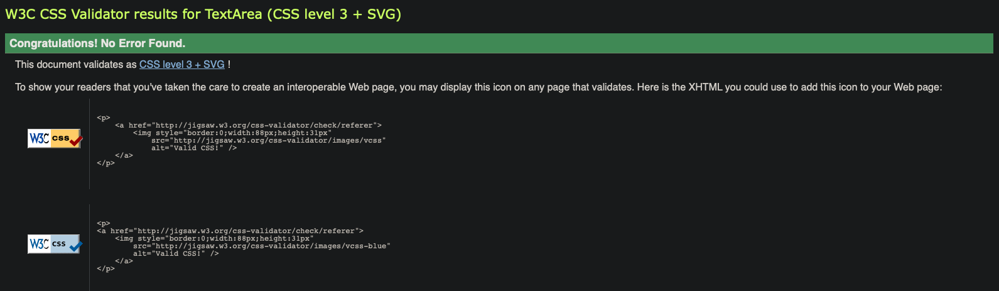 W3C CSS Validator results for TextArea (CSS level 3 + SVG)
Congratulations! No Error Found.
This document validates as CSS level 3 + SVG !
To show your readers that you've taken the care to create an interoperable Web page, you may display this icon on any page that validates. Here is the XHTML you could use to add this icon to your Web page:
W3C css
<p>
    <a href="http://jigsaw.w3.org/css-validator/check/referer">
        <img style="border:0;width:88px;height:31px"
            src="http://jigsaw.w3.org/css-validator/images/vcss"
            alt="Valid CSS!" />
    </a>
</p>
W3C css
<p>
<a href="http://jigsaw.w3.org/css-validator/check/referer">
    <img style="border:0;width:88px;height:31px"
        src="http://jigsaw.w3.org/css-validator/images/vcss-blue"
        alt="Valid CSS!" />
    </a>
</p>